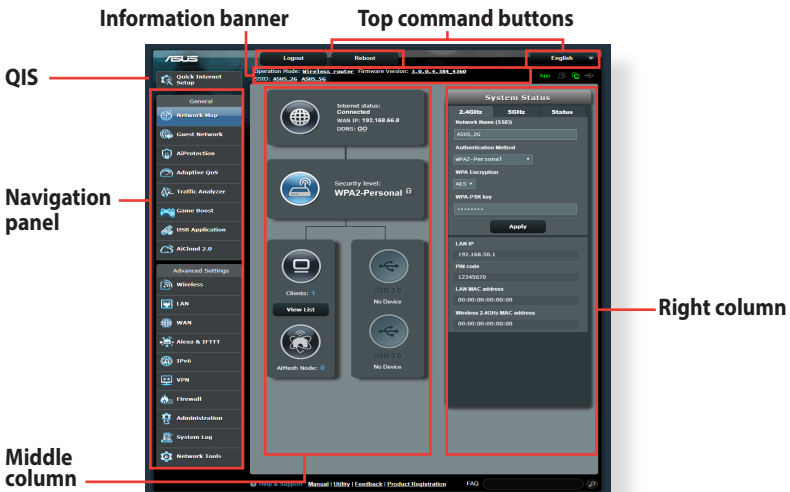 Information banner
Top command buttons
QIS
Navigation
panel
Middle
column
Right column
/SUS
Logout
Reboot
English
Quick Internet
Setup
Operation Mode: Wireless router Firmware Version: 3.0.0.4.384_4360
SSID: ASUS_2G ASUS_5G
App
General
Network Map
Guest Network
AiProtection
Adaptive QoS
Traffic Analyzer
Game Boost
USB Application
AiCloud 2.0
Advanced Settings
Wireless
LAN
WAN
Alexa & IFTTT
IPv6
VPN
Firewall
Administration
System Log
Network Tools
Internet status:
Connected
WAN IP: 192.168.66.8
DDNS: GO
Security level:
WPA2-Personal
Clients: 1
View List
AiMesh Node: 0
USB 3.0
No Device
USB 2.0
No Device
System Status
2.4GHz
5GHz
Status
Network Name (SSID)
ASUS_2G
Authentication Method
WPA2-Personal
WPA Encryption
AES
WPA-PSK key
••••••••
Apply
LAN IP
192.168.50.1
PIN code
12345670
LAN MAC address
00:00:00:00:00:00
Wireless 2.4GHz MAC address
00:00:00:00:00:00
Help & Support Manual | Utility | Feedback | Product Registration
FAQ